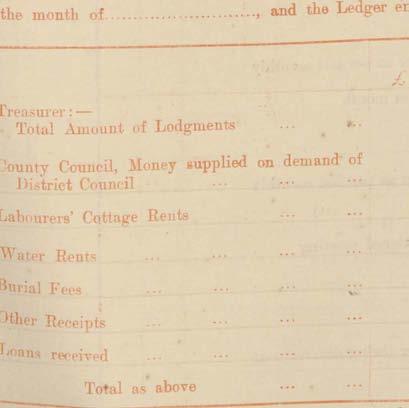 the month of..........................., and the Ledger en
£
Treasurer :—
Total Amount of Lodgments ... ...
County Council, Money supplied on demand of
District Council ... ... ...
Labourers' Cottage Rents ... ...
Water Rents ... ... ... ...
Burial Fees ... ... ... ...
Other Receipts ... ... ... ...
Loans received ... ... ... ...
Total as above ... ...